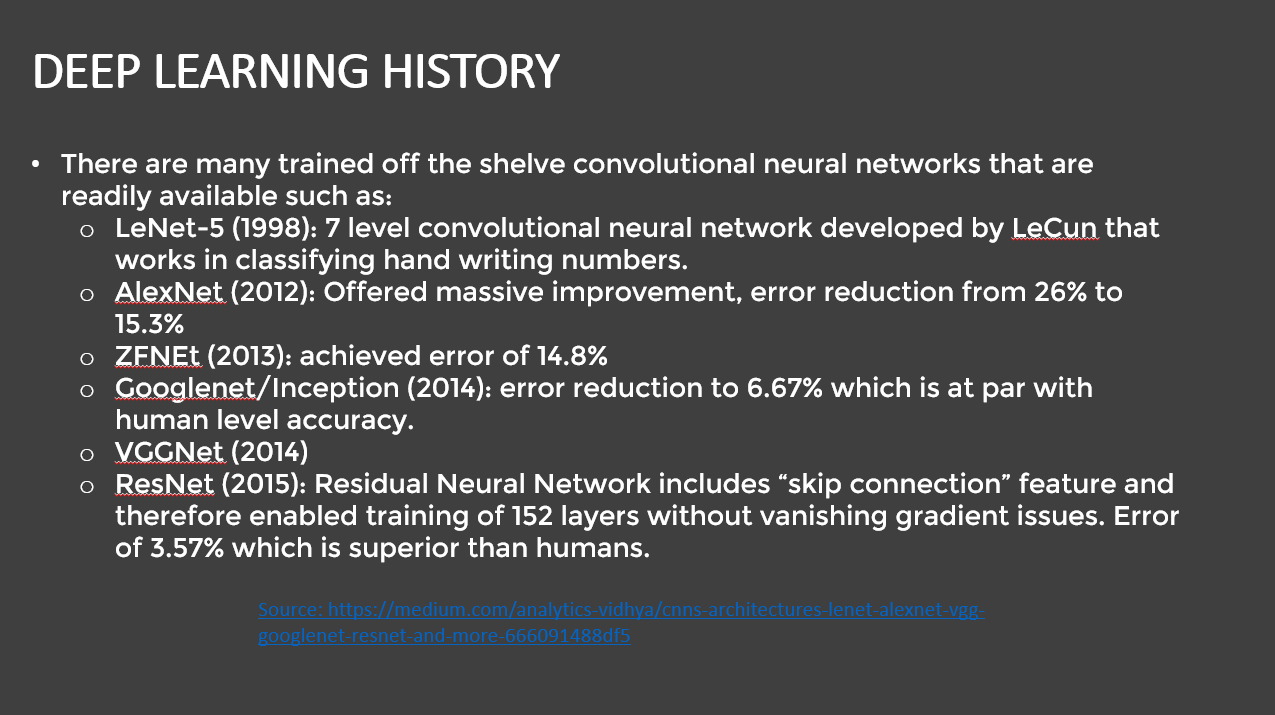 DEEP LEARNING HISTORY
• There are many trained off the shelve convolutional neural networks that are
readily available such as:
o LeNet-5 (1998): 7 level convolutional neural network developed by LeCun that
works in classifying hand writing numbers.
o AlexNet (2012): Offered massive improvement, error reduction from 26% to
15.3%
o ZFNEt (2013): achieved error of 14.8%
o Googlenet/Inception (2014): error reduction to 6.67% which is at par with
human level accuracy.
o VGGNet (2014)
o ResNet (2015): Residual Neural Network includes “skip connection” feature and
therefore enabled training of 152 layers without vanishing gradient issues. Error
of 3.57% which is superior than humans.
Source: https://medium.com/analytics-vidhya/cnns-architectures-lenet-alexnet-vgg-
googlenet-resnet-and-more-666091488df5